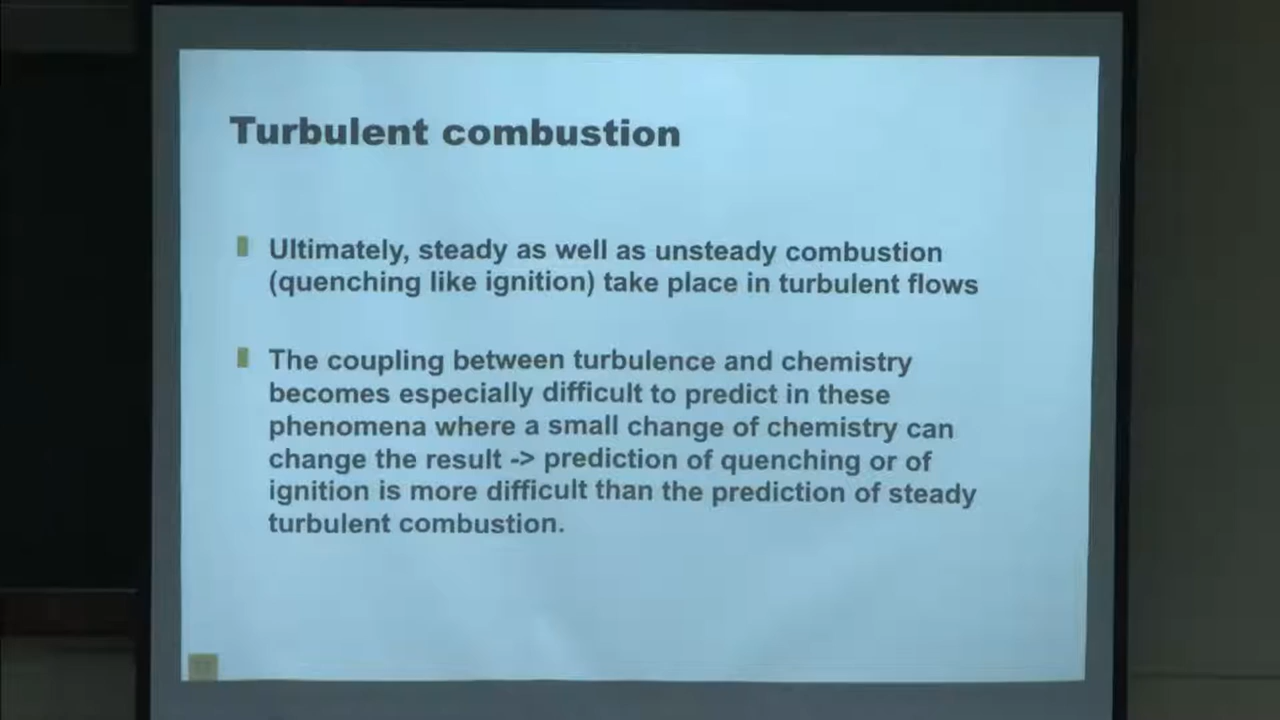 Turbulent combustion
Ultimately, steady as well as unsteady combustion
(quenching like ignition) take place in turbulent flows
The coupling between turbulence and chemistry
becomes especially difficult to predict in these
phenomena where a small change of chemistry can
change the result -> prediction of quenching or of
ignition is more difficult than the prediction of steady
turbulent combustion.